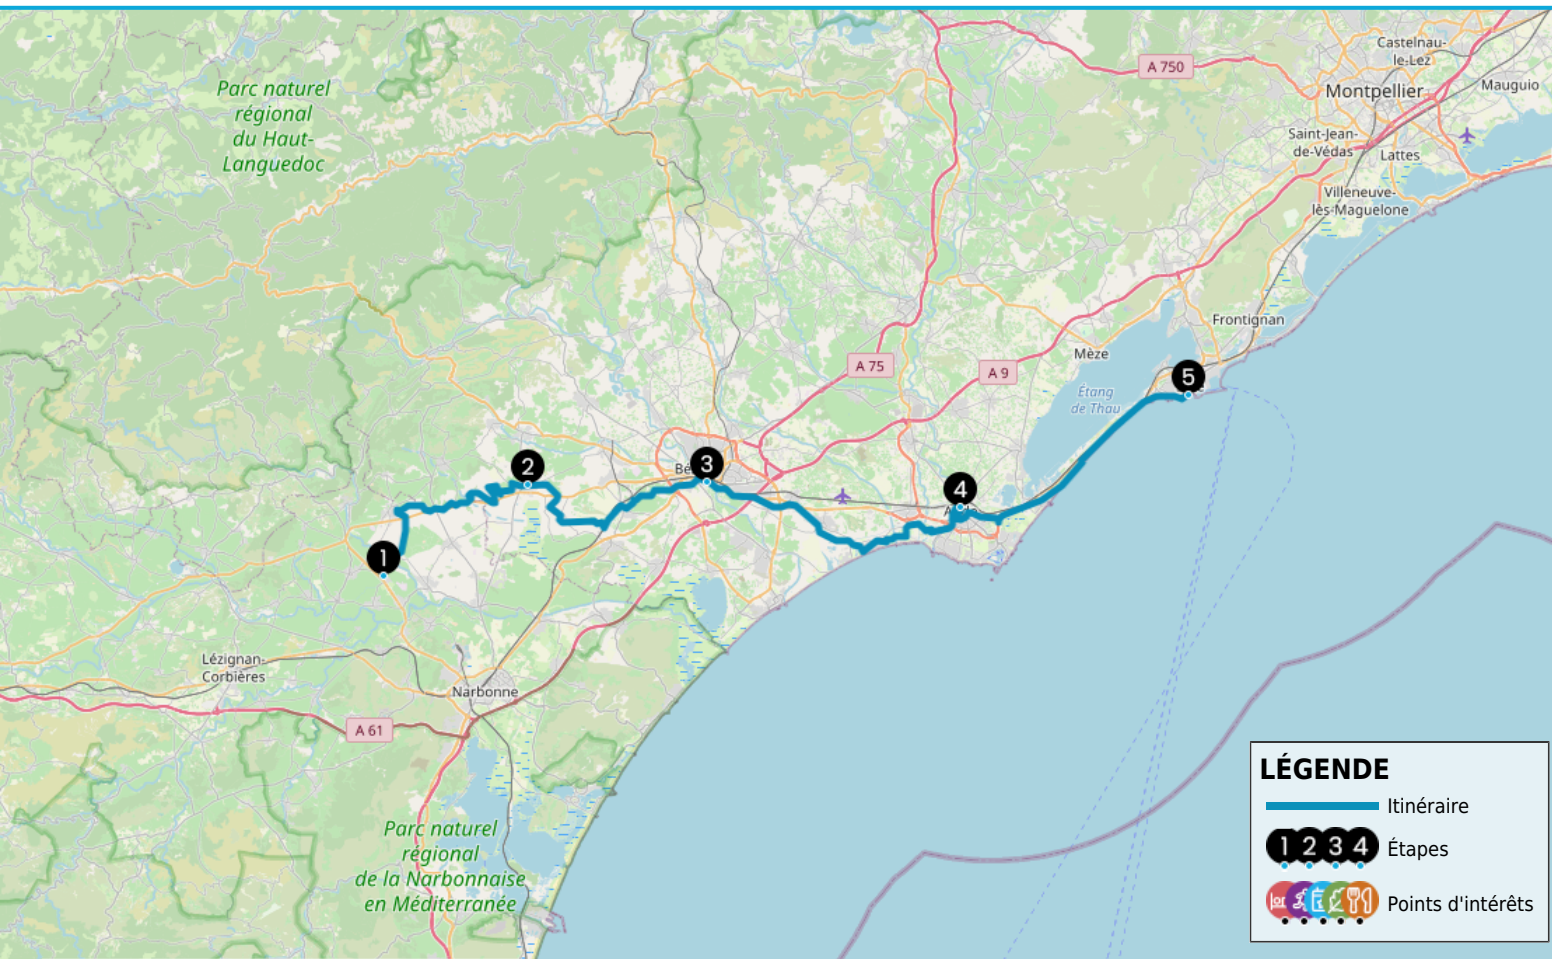 Castelnau-
le-Lez
A 750
Mauguio
Montpellier
Parc naturel
régional
du Haut-
Languedoc
Saint-Jean-
de-Védas
Lattes
Villeneuve-
lès-Maguelone
Frontignan
Mèze
A 75
A 9
5
Étang
de Thau
2
3
4
1
Lézignan-
Corbières
Narbonne
A 61
Parc naturel
régional
de la Narbonnaise
en Méditerranée
LÉGENDE
Itinéraire
1 2 3 4
Étapes
Points d'intérêts